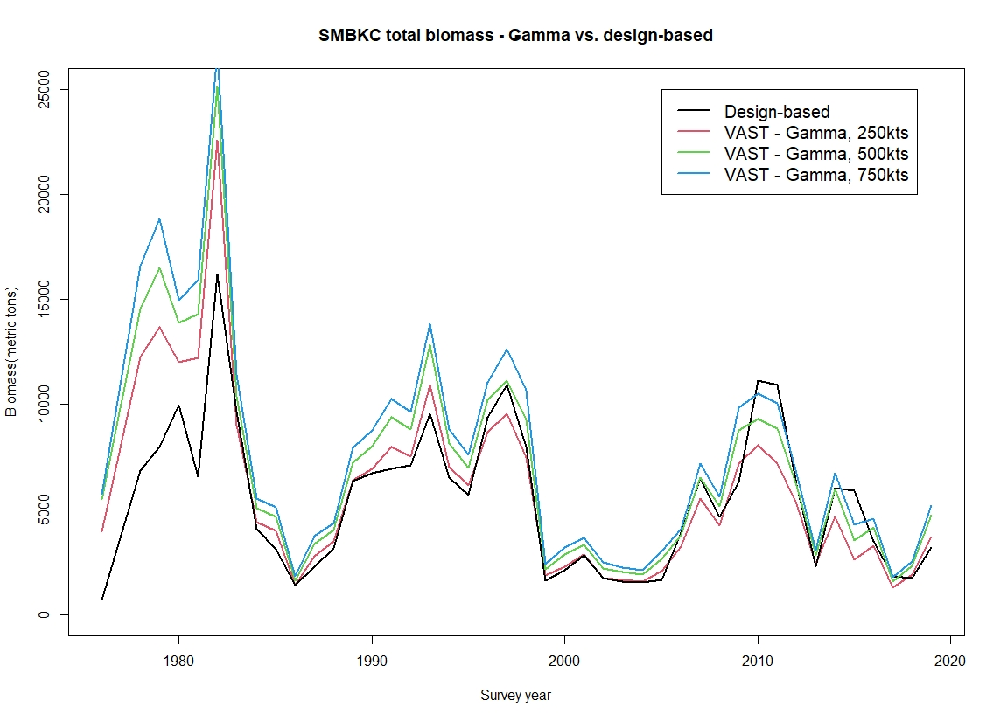 SMBKC total biomass - Gamma vs. design-based
Design-based
VAST - Gamma, 250kts
VAST - Gamma, 500kts
VAST - Gamma, 750kts
Biomass(metric tons)
25000
20000
15000
10000
5000
0
1980
1990
2000
2010
2020
Survey year